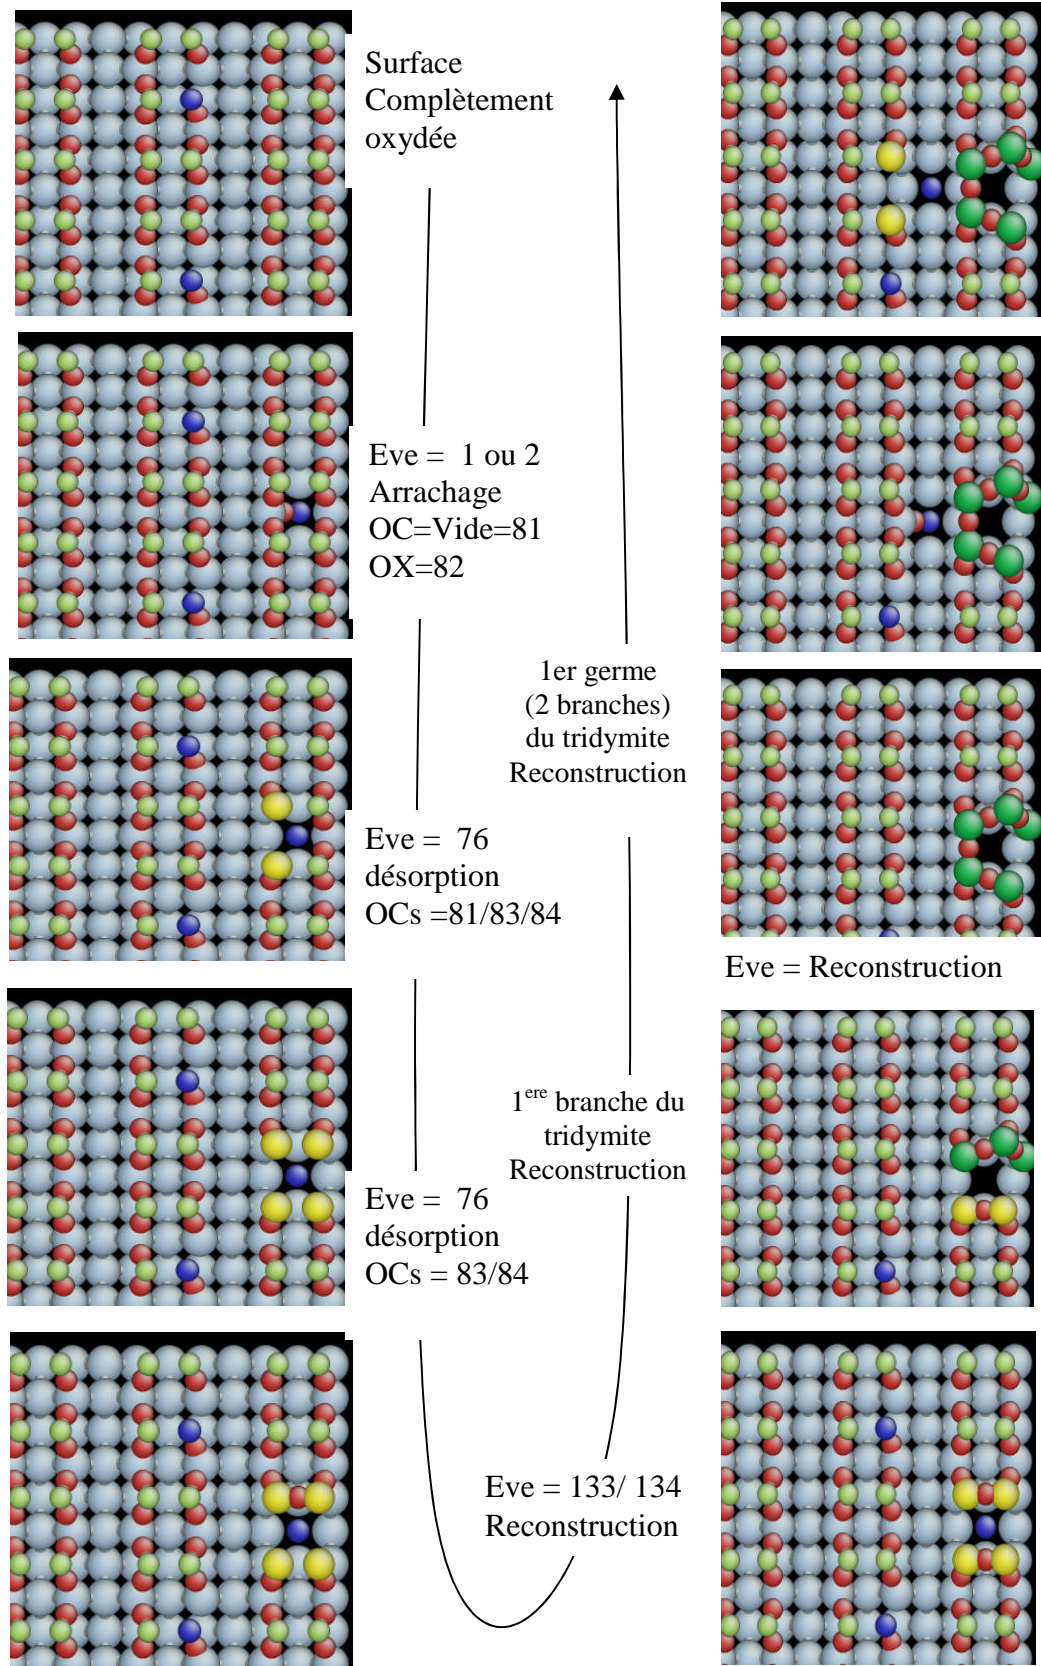 Surface
Complètement
oxydée
Eve = 1 ou 2
Arrachage
OC=Vide=81
OX=82
Eve = 76
désorption
OCs =81/83/84
Eve = 76
désorption
OCs = 83/84
Eve = 133/ 134
Reconstruction
1ere branche du
tridymite
Reconstruction
1er germe
(2 branches)
du tridymite
Reconstruction
Eve = Reconstruction